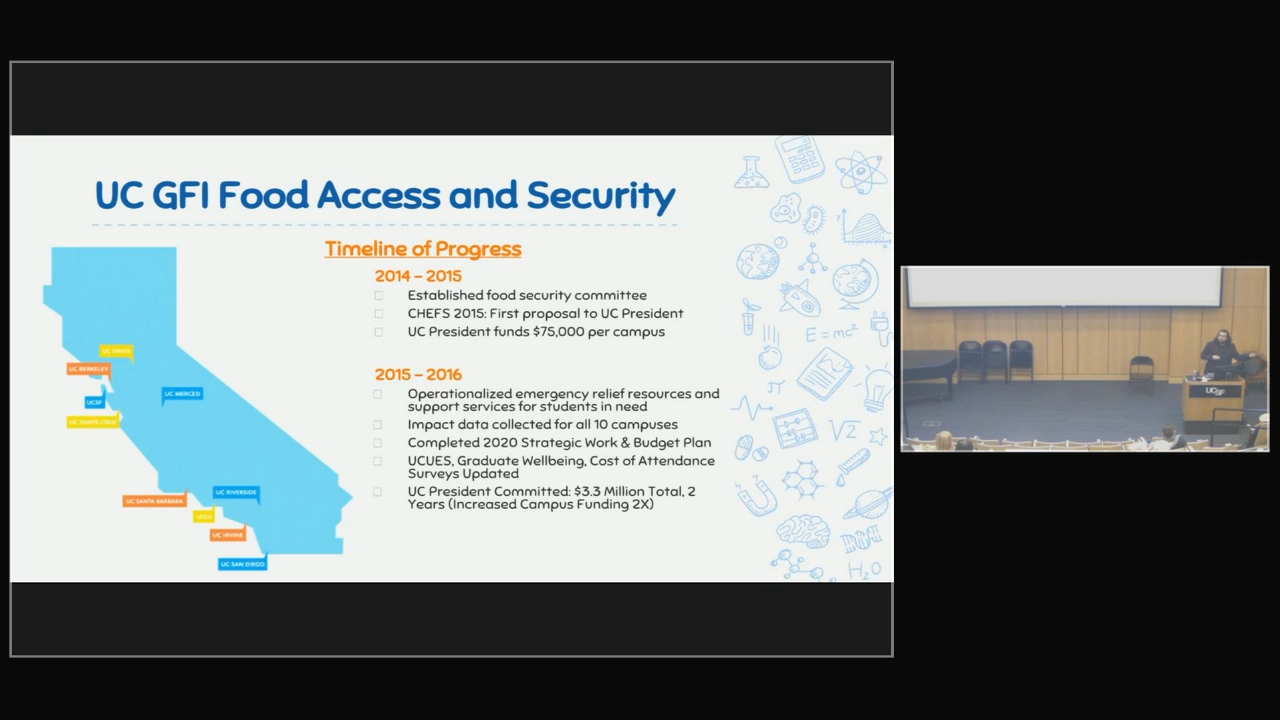 UC GFI Food Access and Security
Timeline of Progress
2014 – 2015
Established food security committee
CHEFS 2015: First proposal to UC President
UC President funds $75,000 per campus
2015 – 2016
Operationalized emergency relief resources and
support services for students in need
Impact data collected for all 10 campuses
Completed 2020 Strategic Work & Budget Plan
UCUES, Graduate Wellbeing, Cost of Attendance
Surveys Updated
UC President Committed: $3.3 Million Total, 2
Years (Increased Campus Funding 2X)
UC DAVIS
UC BERKELEY
UC MERCED
UCSF
UC SANTA CRUZ
UC RIVERSIDE
UC SANTA BARBARA
UCLA
UC IRVINE
UC SAN DIEGO
E=mc²
π
√2
H₂O
UCSF